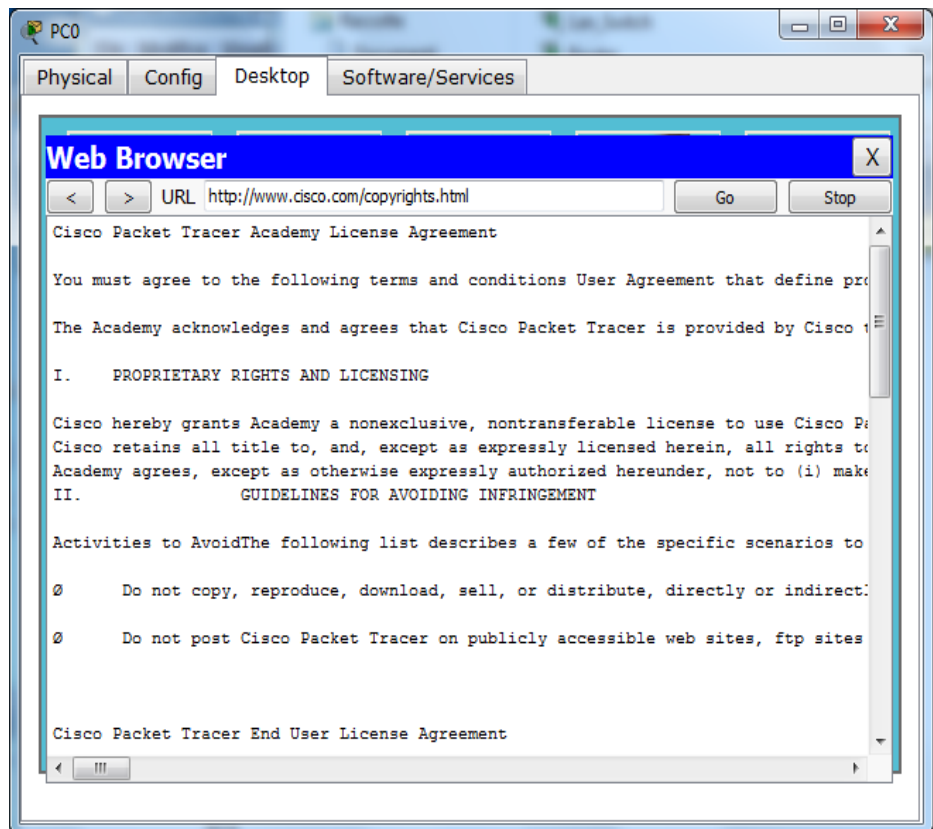 PC0
Physical Config Desktop Software/Services
Web Browser X
< > URL http://www.cisco.com/copyrights.html Go Stop
Cisco Packet Tracer Academy License Agreement
You must agree to the following terms and conditions User Agreement that define
The Academy acknowledges and agrees that Cisco Packet Tracer is provided by Cisco
I. PROPRIETARY RIGHTS AND LICENSING
Cisco hereby grants Academy a nonexclusive, nontransferable license to use Cisco
Cisco retains all title to, and, except as expressly licensed herein, all rights
Academy agrees, except as otherwise expressly authorized hereunder, not to (i) make
II. GUIDELINES FOR AVOIDING INFRINGEMENT
Activities to AvoidThe following list describes a few of the specific scenarios to
Ø Do not copy, reproduce, download, sell, or distribute, directly or
Ø Do not post Cisco Packet Tracer on publicly accessible web sites, ftp sites
Cisco Packet Tracer End User License Agreement